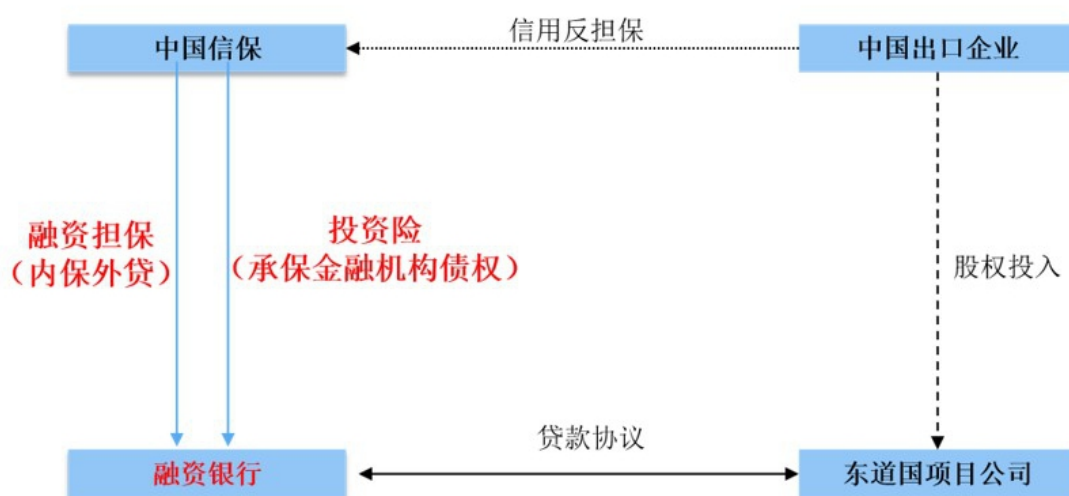 中国信保
信用反担保
中国出口企业
融资担保
（内保外贷）
投资险
（承保金融机构债权）
股权投入
融资银行
贷款协议
东道国项目公司